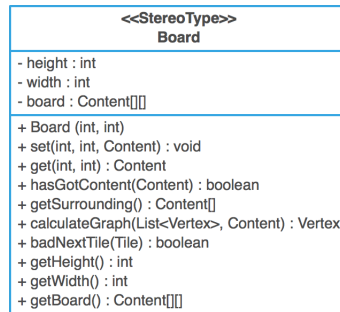 <<StereoType>>
Board
- height : int
- width : int
- board : Content[][]
+ Board (int, int)
+ set(int, int, Content) : void
+ get(int, int) : Content
+ hasGotContent(Content) : boolean
+ getSurrounding() : Content[]
+ calculateGraph(List<Vertex>, Content) : Vertex
+ badNextTile(Tile) : boolean
+ getHeight() : int
+ getWidth() : int
+ getBoard() : Content[][]